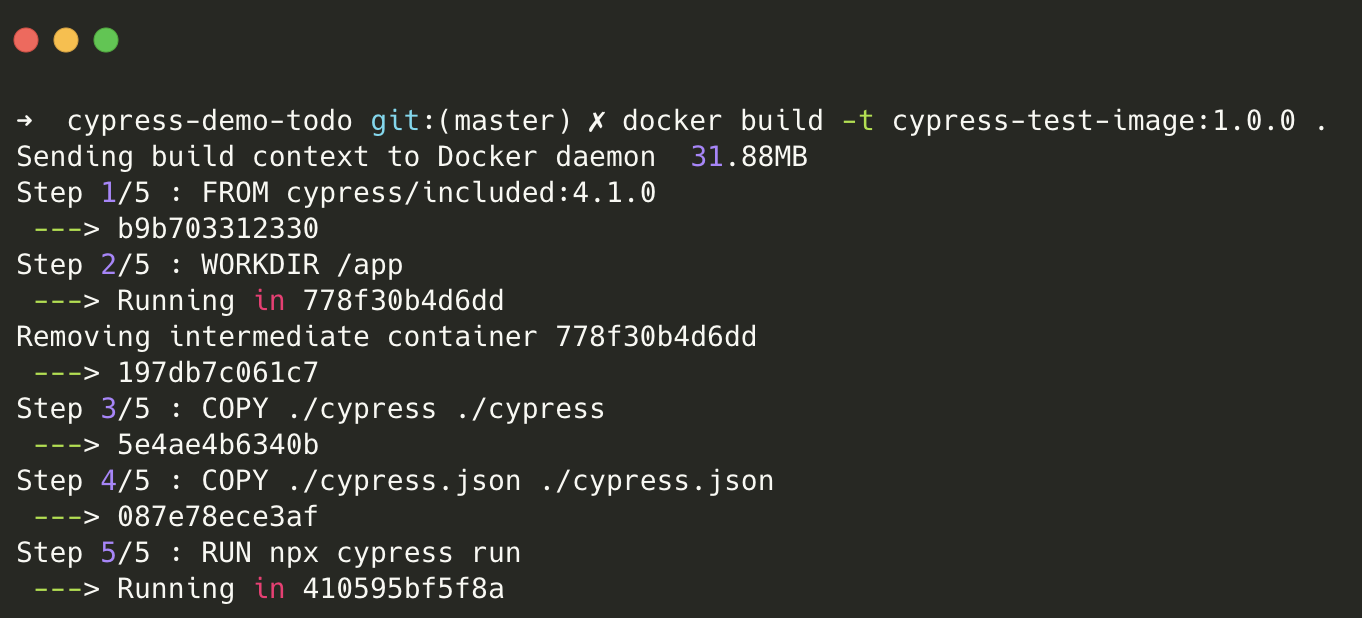 ➜  cypress-demo-todo git:(master) ✗ docker build -t cypress-test-image:1.0.0 .
Sending build context to Docker daemon  31.88MB
Step 1/5 : FROM cypress/included:4.1.0
 ---> b9b703312330
Step 2/5 : WORKDIR /app
 ---> Running in 778f30b4d6dd
Removing intermediate container 778f30b4d6dd
 ---> 197db7c061c7
Step 3/5 : COPY ./cypress ./cypress
 ---> 5e4ae4b6340b
Step 4/5 : COPY ./cypress.json ./cypress.json
 ---> 087e78ece3af
Step 5/5 : RUN npx cypress run
 ---> Running in 410595bf5f8a